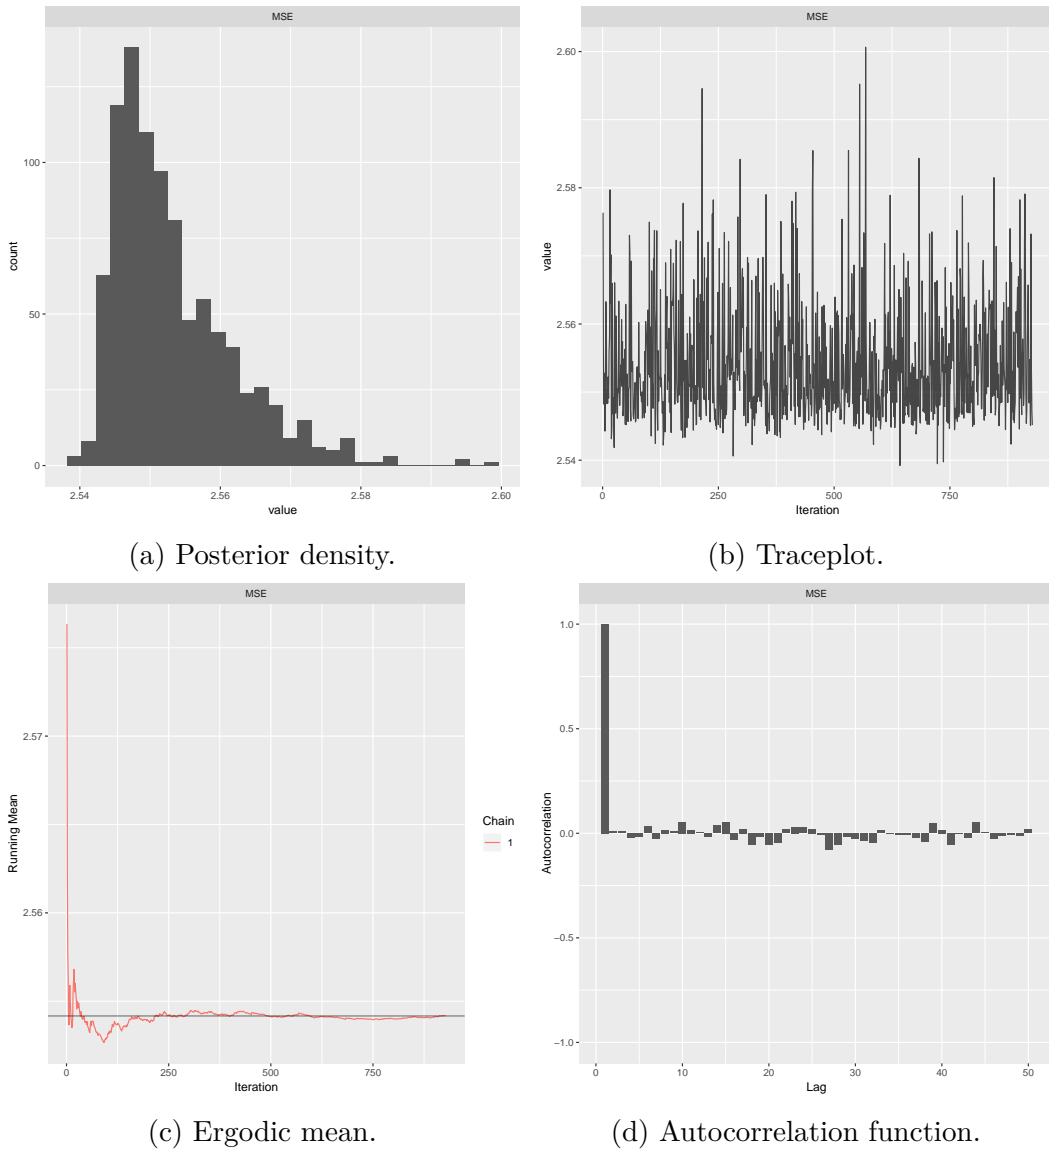 MSE
count
100
50
0
2.54
2.56
2.58
2.60
value
(a) Posterior density.
MSE
value
2.60
2.58
2.56
2.54
0
250
500
750
Iteration
(b) Traceplot.
MSE
Running Mean
2.57
2.56
0
250
500
750
Iteration
Chain
1
(c) Ergodic mean.
MSE
Autocorrelation
1.0
0.5
0.0
−0.5
−1.0
0
10
20
30
40
50
Lag
(d) Autocorrelation function.